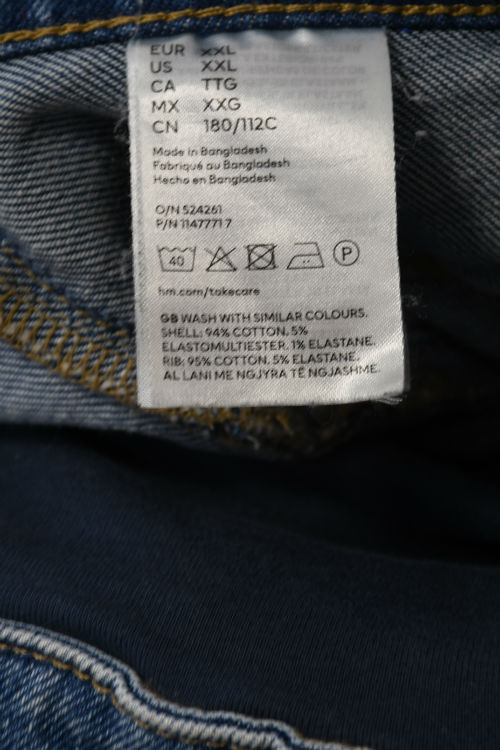 EUR XXL
US XXL
CA TTG
MX XXG
CN 180/112C
Made in Bangladesh
Fabriqué au Bangladesh
Hecho en Bangladesh
O/N 524261
P/N 11477717
40 P
hm.com/takecare
GB WASH WITH SIMILAR COLOURS.
SHELL: 94% COTTON, 5%
ELASTOMULTIESTER, 1% ELASTANE.
RIB: 95% COTTON, 5% ELASTANE.
AL LANI ME NGJYRA TË NGJASHME.